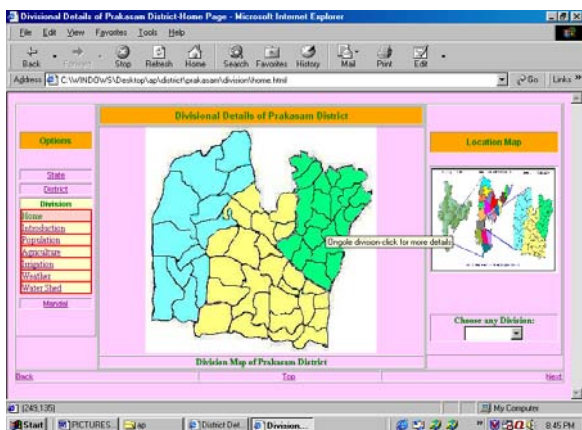 Divisional Details of Prakasam District-Home Page - Microsoft Internet Explorer
File Edit View Favorites Tools Help
Back Forward Stop Refresh Home Search Favorites History Mail Print Edit
Address C:\WINDOWS\Desktop\ap\district\prakasam\division\home.html Go Links »
Divisional Details of Prakasam District
Options
Location Map
State
District
Division
Home
Introduction
Population
Agriculture
Irrigation
Weather
Water Shed
Mandal
Ongole division-click for more details
Choose any Division:
Division Map of Prakasam District
Back Top Next
(249,135) My Computer
Start PICTURES... ap District Det... Division... » 8:45 PM